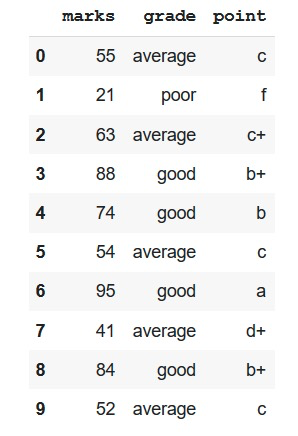 marks grade point
0 55 average c
1 21 poor f
2 63 average c+
3 88 good b+
4 74 good b
5 54 average c
6 95 good a
7 41 average d+
8 84 good b+
9 52 average c